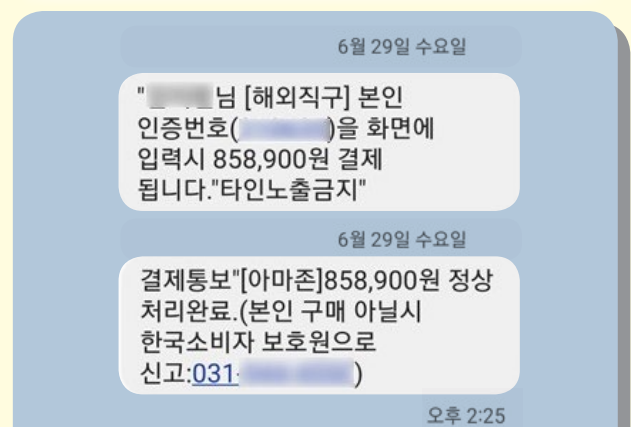 6월 29일 수요일
"님 [해외직구] 본인
인증번호()을 화면에
입력시 858,900원 결제
됩니다."타인노출금지"
6월 29일 수요일
결제통보"[아마존]858,900원 정상
처리완료.(본인 구매 아닐시
한국소비자 보호원으로
신고:031-)
오후 2:25